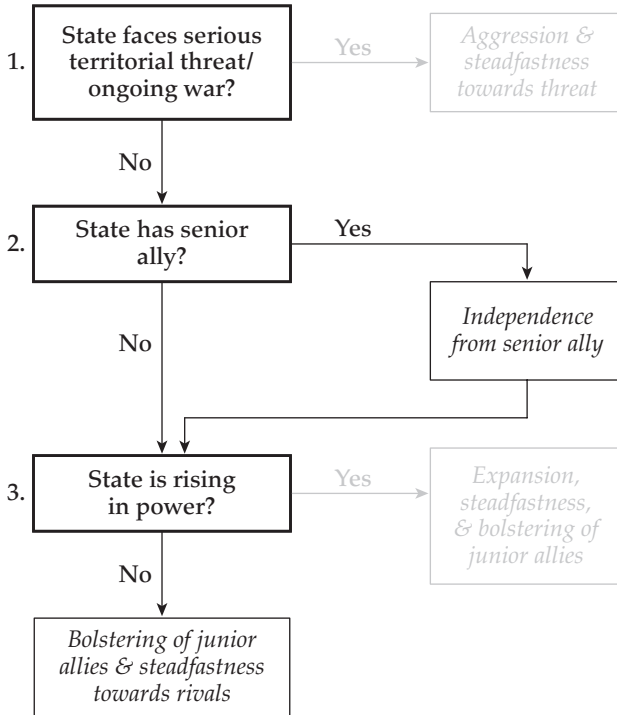 1.
State faces serious
territorial threat/
ongoing war?
Yes
Aggression &
steadfastness
towards threat
No
2.
State has senior
ally?
Yes
Independence
from senior ally
No
3.
State is rising
in power?
Yes
Expansion,
steadfastness,
& bolstering of
junior allies
No
Bolstering of junior
allies & steadfastness
towards rivals